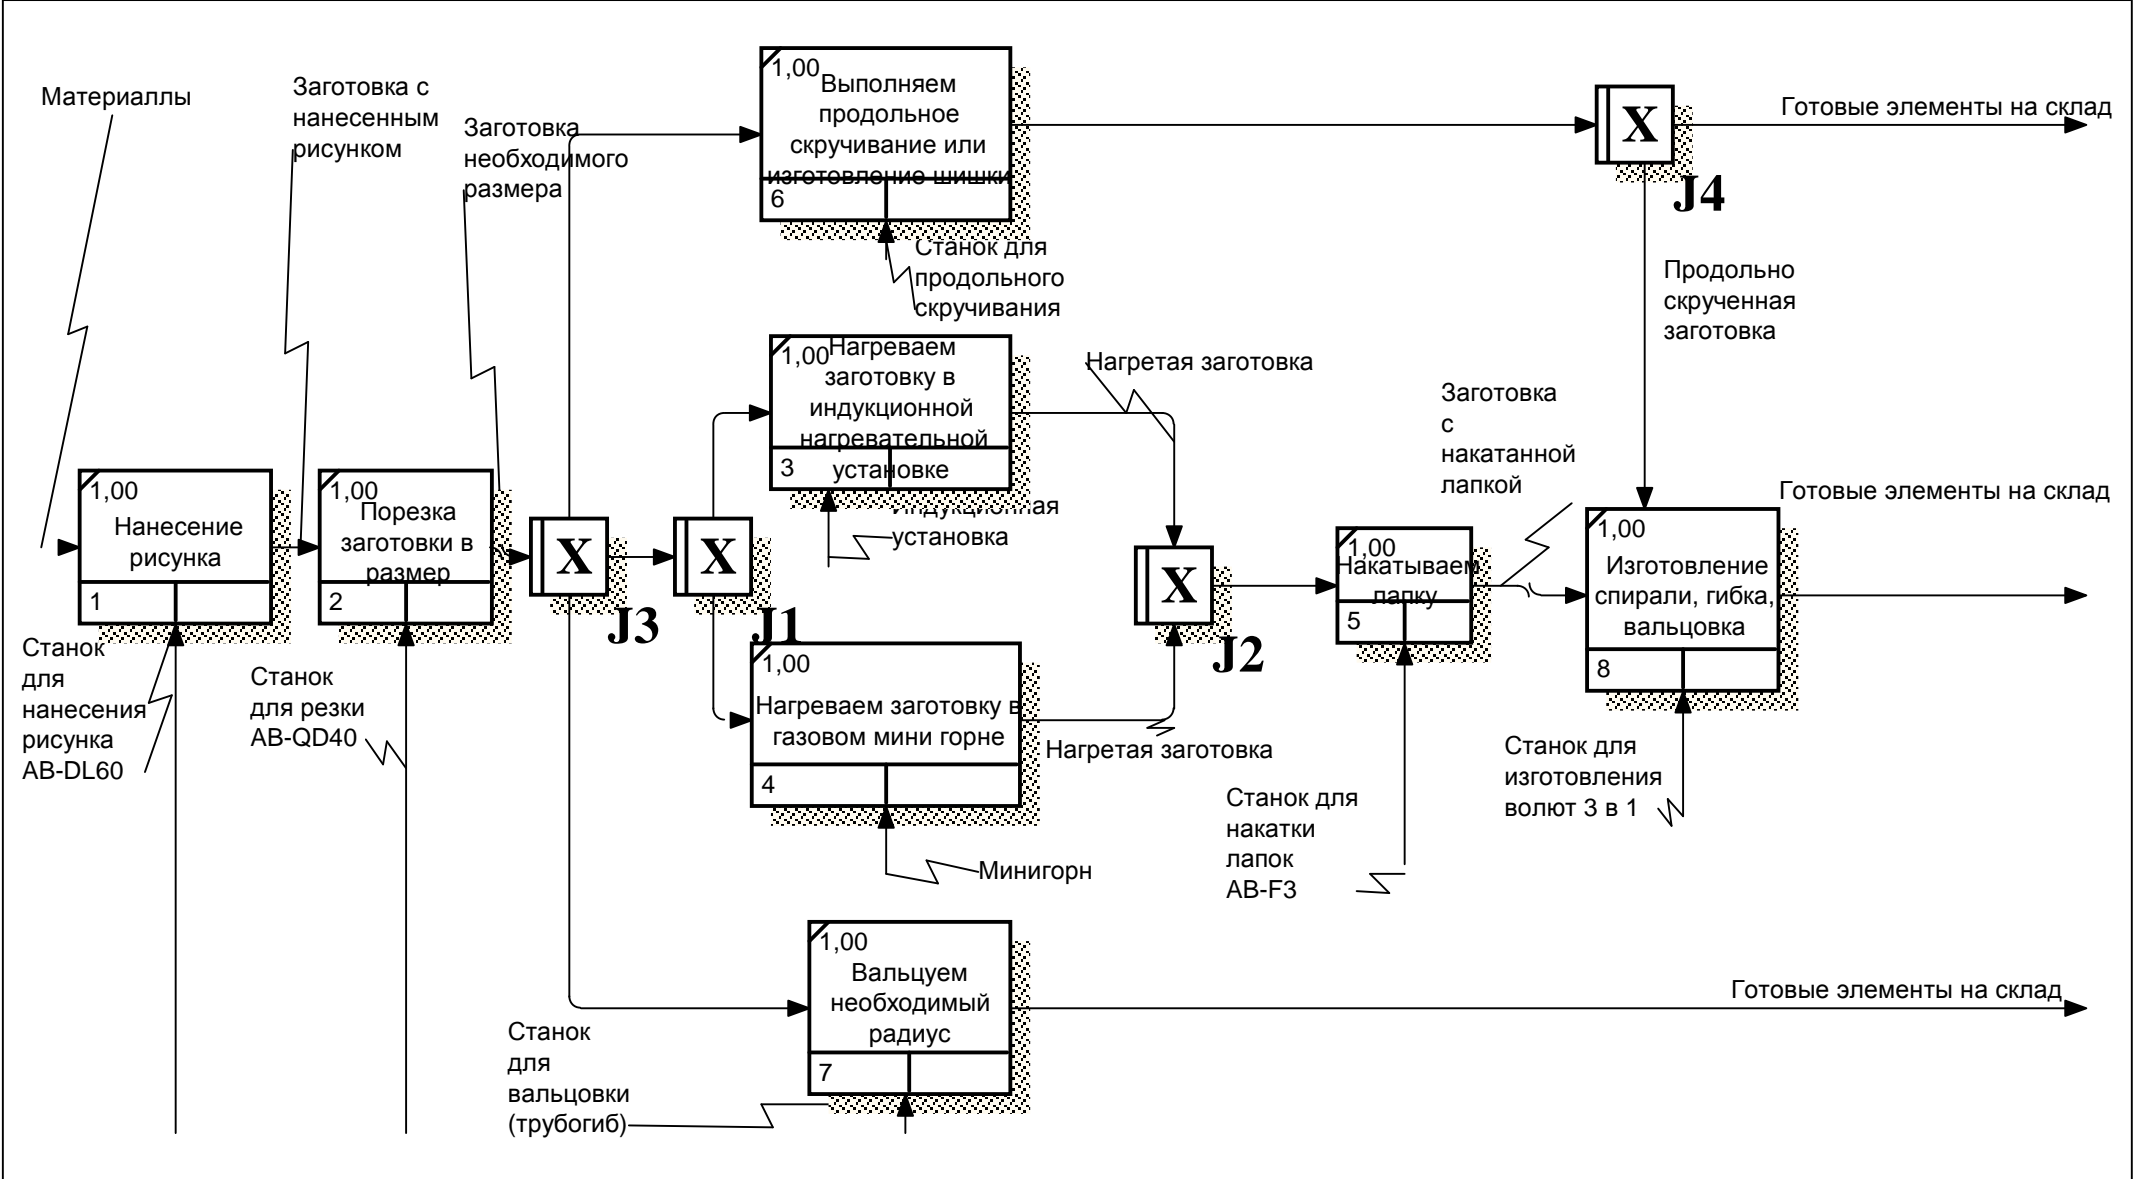 Материаллы
Заготовка с
нанесенным
рисунком
Заготовка
необходимого
размера
1,00
Выполняем
продольное
скручивание или
изготовление шишки
6
Станок для
продольного
скручивания
X
J4
Готовые элементы на склад
Продольно
скрученная
заготовка
1,00
Нагреваем
заготовку в
индукционной
нагревательной
установке
3
установка
Нагретая заготовка
Заготовка
с
накатанной
лапкой
Готовые элементы на склад
1,00
Нанесение
рисунка
1
1,00
Порезка
заготовки в
размер
2
X
J3
X
J1
X
J2
1,00
Накатываем
лапку
5
1,00
Изготовление
спирали, гибка,
вальцовка
8
Станок
для
нанесения
рисунка
AB-DL60
Станок
для резки
AB-QD40
1,00
Нагреваем заготовку в
газовом мини горне
4
Нагретая заготовка
Минигорн
Станок для
накатки
лапок
AB-F3
Станок для
изготовления
волют 3 в 1
1,00
Вальцуем
необходимый
радиус
7
Станок
для
вальцовки
(трубогиб)
Готовые элементы на склад